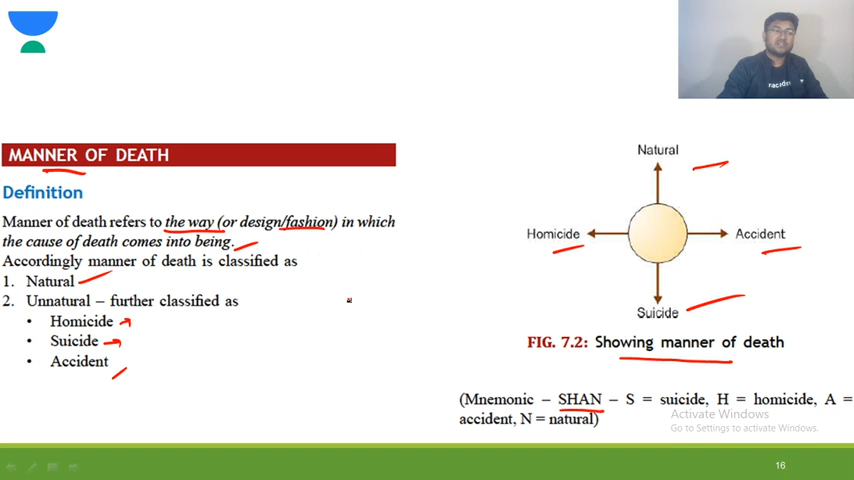 MANNER OF DEATH
Definition
Manner of death refers to the way (or design/fashion) in which
the cause of death comes into being.
Accordingly manner of death is classified as
1. Natural
2. Unnatural – further classified as
• Homicide
• Suicide
• Accident
Natural
Homicide
Accident
Suicide
FIG. 7.2: Showing manner of death
(Mnemonic – SHAN – S = suicide, H = homicide, A =
accident, N = natural)
Activate Windows
Go to Settings to activate Windows.
16